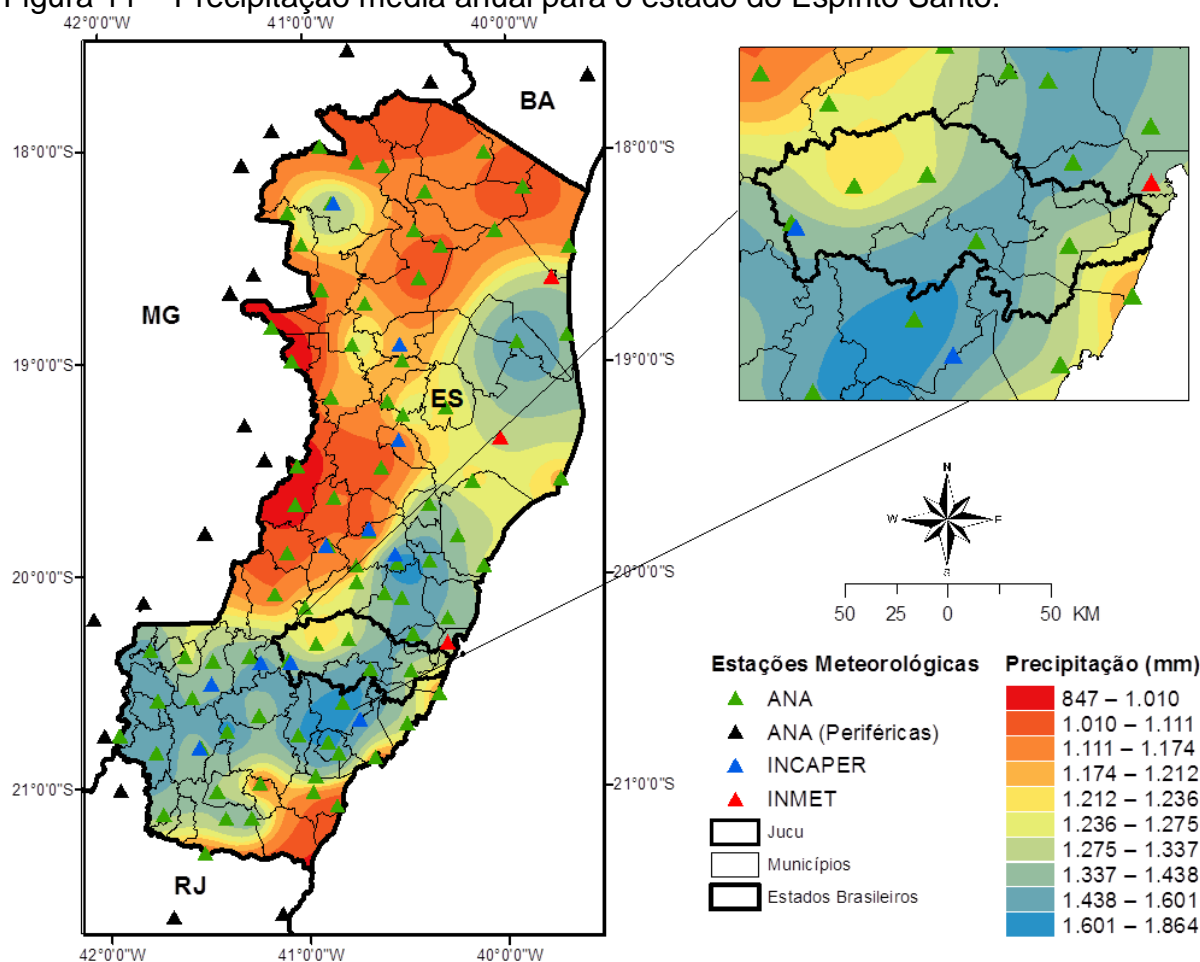 Figura 11 – Precipitação média anual para o estado do Espírito Santo.
42°0'0"W 41°0'0"W 40°0'0"W
BA
18°0'0"S 18°0'0"S
MG
19°0'0"S 19°0'0"S
ES
20°0'0"S 20°0'0"S
21°0'0"S 21°0'0"S
RJ
42°0'0"W 41°0'0"W 40°0'0"W
N
W E
S
50 25 0 50 KM
Estações Meteorológicas
ANA
ANA (Periféricas)
INCAPER
INMET
Jucu
Municípios
Estados Brasileiros
Precipitação (mm)
847 – 1.010
1.010 – 1.111
1.111 – 1.174
1.174 – 1.212
1.212 – 1.236
1.236 – 1.275
1.275 – 1.337
1.337 – 1.438
1.438 – 1.601
1.601 – 1.864